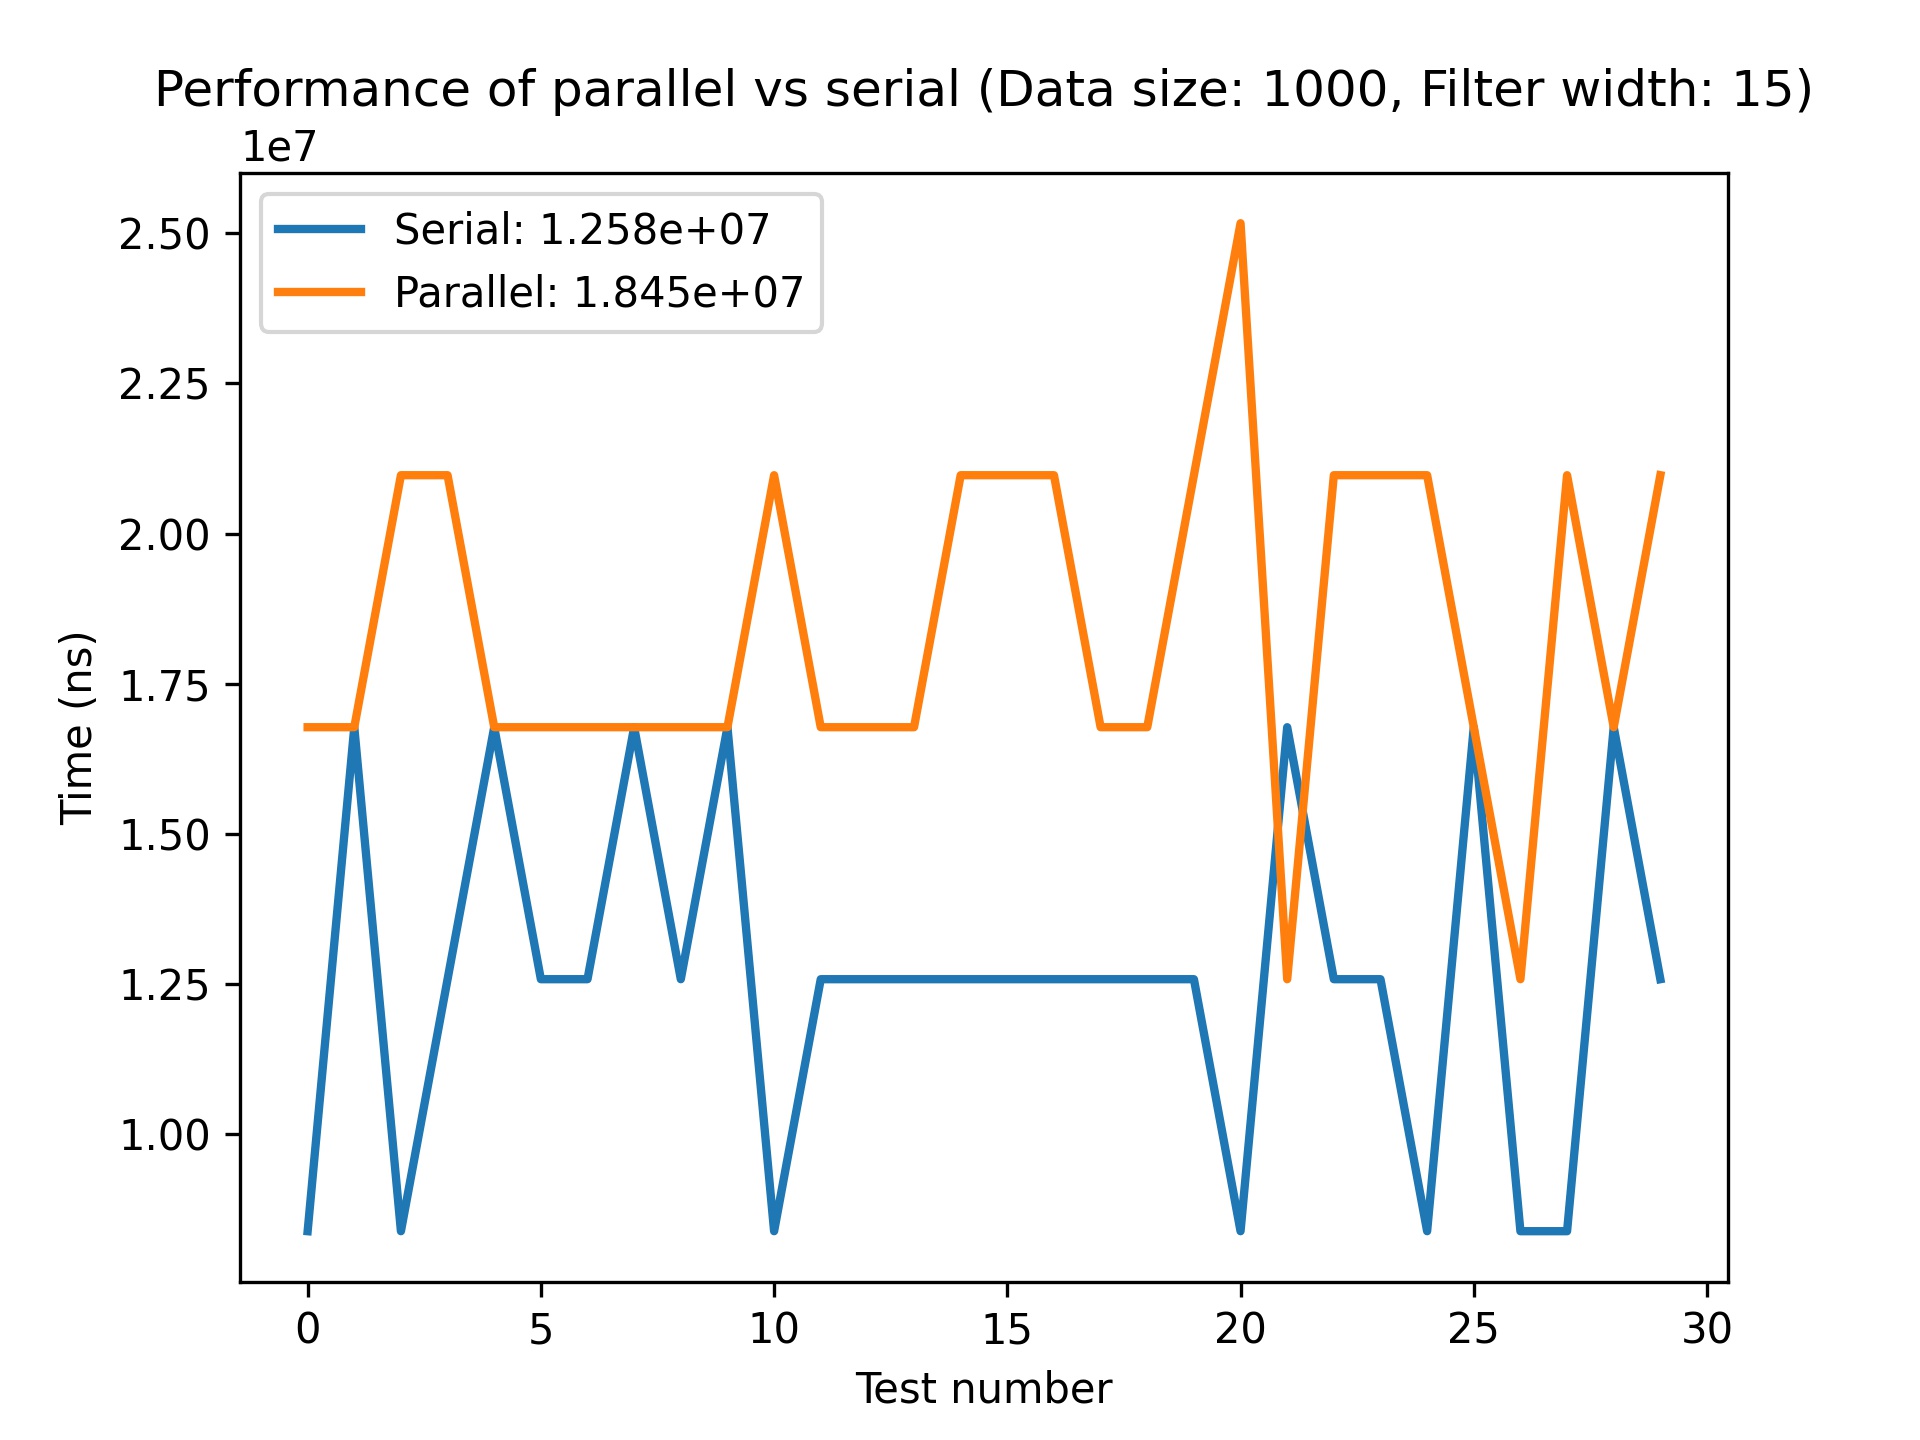 Performance of parallel vs serial (Data size: 1000, Filter width: 15)
1e7
Serial: 1.258e+07
Parallel: 1.845e+07
2.50
2.25
2.00
1.75
1.50
1.25
1.00
Time (ns)
0 5 10 15 20 25 30
Test number